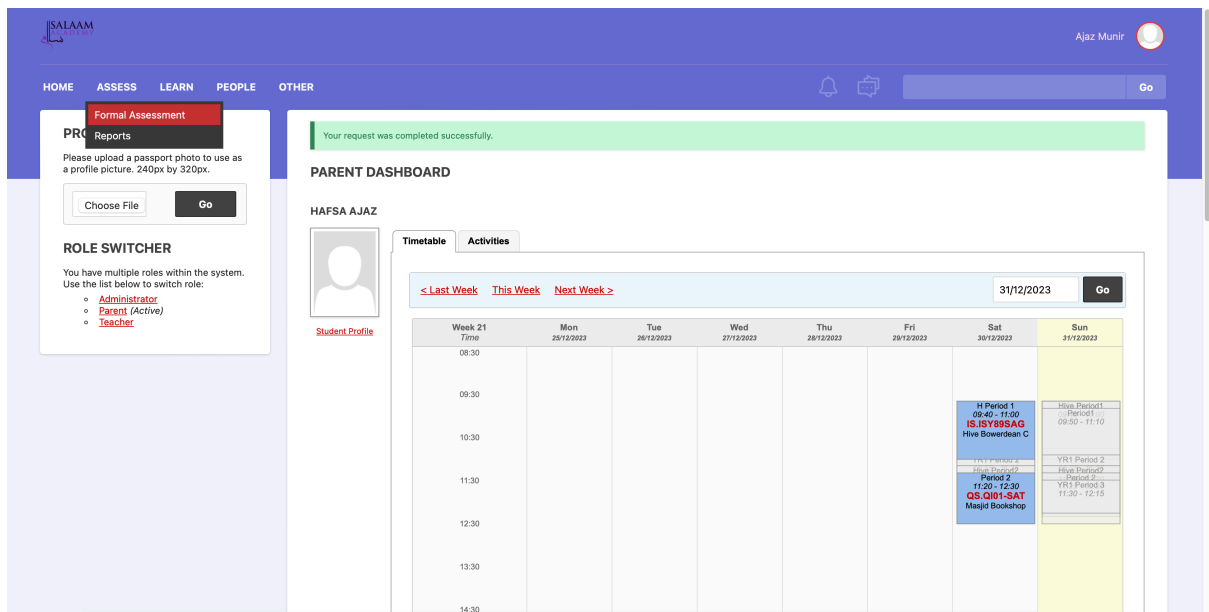 SALAAM
ACADEMY
Ajaz Munir
HOME ASSESS LEARN PEOPLE OTHER
Go
Formal Assessment
Reports
PRO
Please upload a passport photo to use as
a profile picture. 240px by 320px.
Choose File
Go
ROLE SWITCHER
You have multiple roles within the system.
Use the list below to switch role:
Administrator
Parent (Active)
Teacher
Your request was completed successfully.
PARENT DASHBOARD
HAFSA AJAZ
Student Profile
Timetable Activities
< Last Week This Week Next Week >
31/12/2023
Go
Week 21 Mon Tue Wed Thu Fri Sat Sun
Time 25/12/2023 26/12/2023 27/12/2023 28/12/2023 29/12/2023 30/12/2023 31/12/2023
08:30
09:30
10:30
11:30
12:30
13:30
14:30
H Period 1
09:40 - 11:00
IS.ISY89SAG
Hive Bowerdean C
YR1 Period 2
Hive Period2
Period 2
11:20 - 12:30
QS.QI01-SAT
Masjid Bookshop
Hive Period1
Period1
09:50 - 11:10
YR1 Period 2
Hive Period2
Period 2
YR1 Period 3
11:30 - 12:15